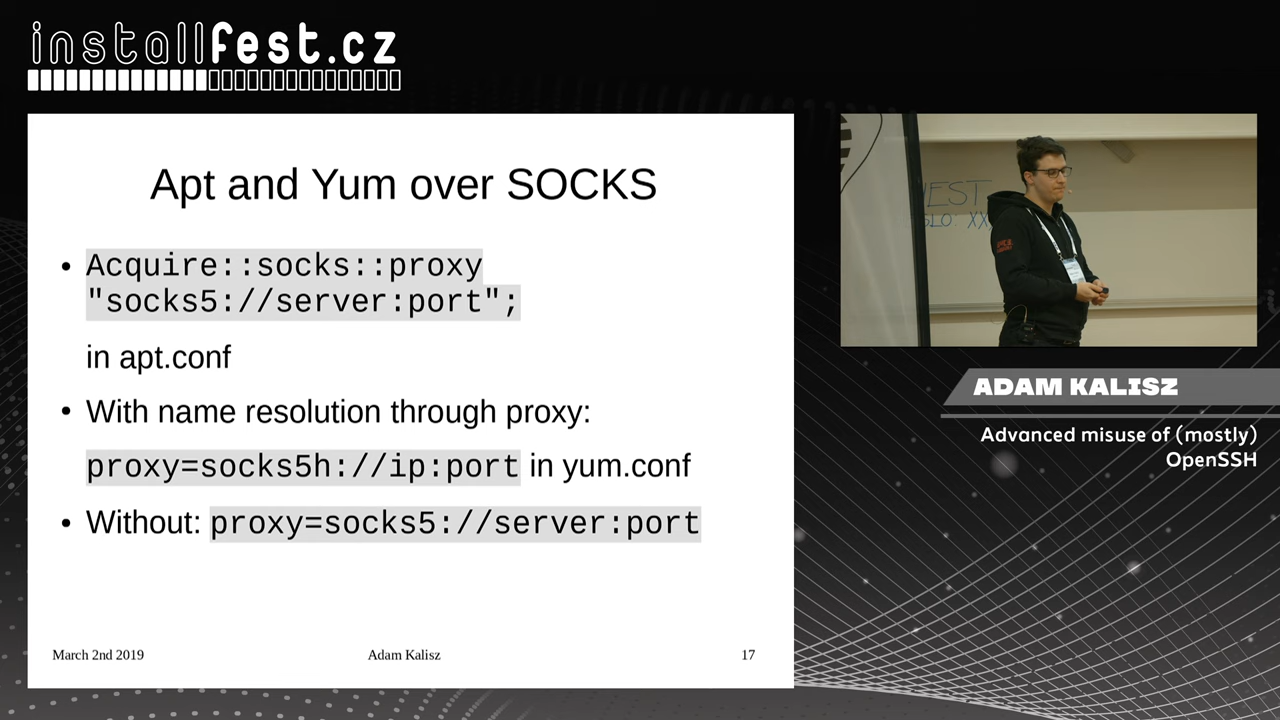 installfest.cz
Apt and Yum over SOCKS
• Acquire::socks::proxy
"socks5://server:port";
in apt.conf
• With name resolution through proxy:
proxy=socks5h://ip:port in yum.conf
• Without: proxy=socks5://server:port
March 2nd 2019 Adam Kalisz 17
ADAM KALISZ
Advanced misuse of (mostly)
OpenSSH